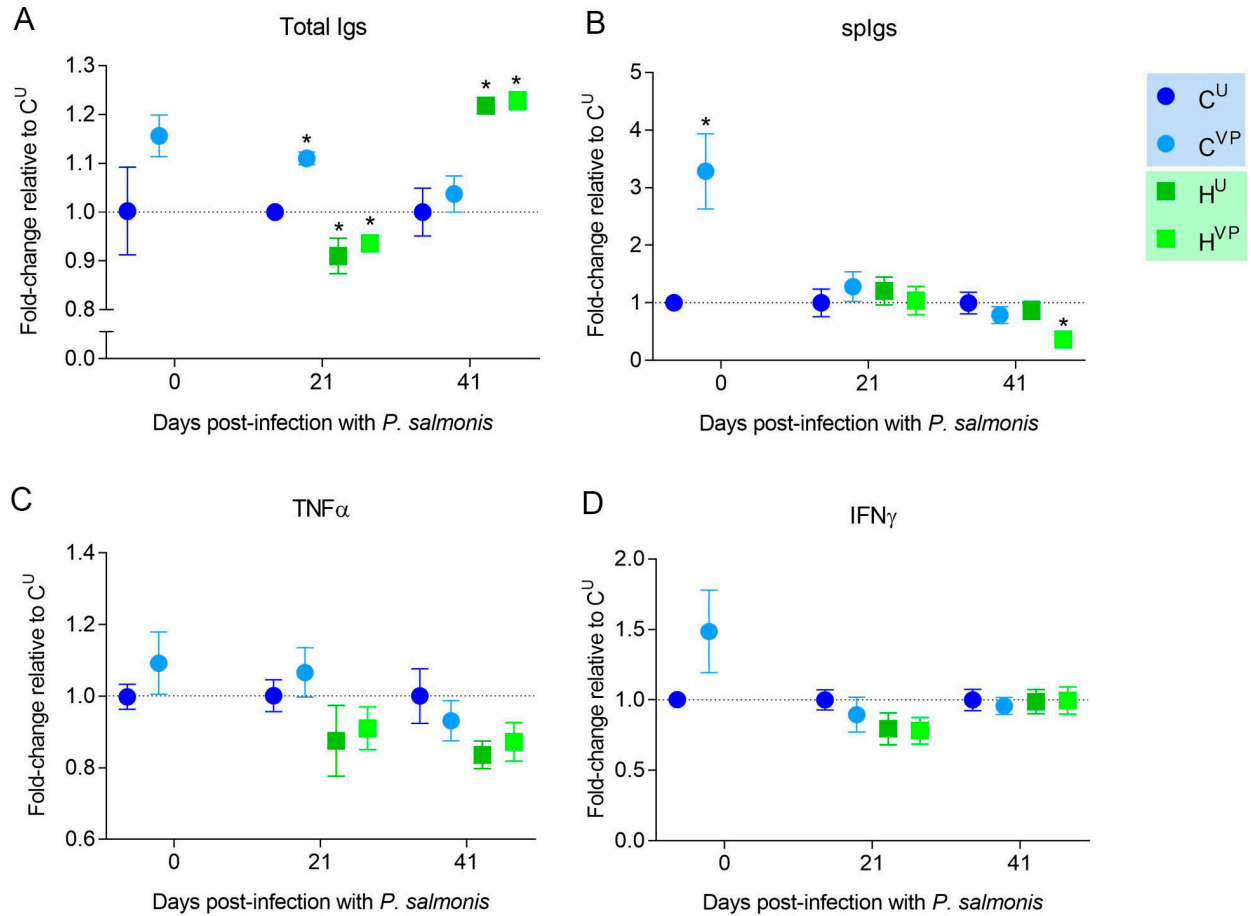 A
Total Igs
Fold-change relative to C^U
1.3
1.2
1.1
1.0
0.9
0.8
0.0
* * * * *
0 21 41
Days post-infection with P. salmonis
B
spIgs
Fold-change relative to C^U
5
4
3
2
1
0
* *
0 21 41
Days post-infection with P. salmonis
C^U
C^VP
H^U
H^VP
C
TNFα
Fold-change relative to C^U
1.4
1.2
1.0
0.8
0.6
0 21 41
Days post-infection with P. salmonis
D
IFNγ
Fold-change relative to C^U
2.0
1.5
1.0
0.5
0.0
0 21 41
Days post-infection with P. salmonis